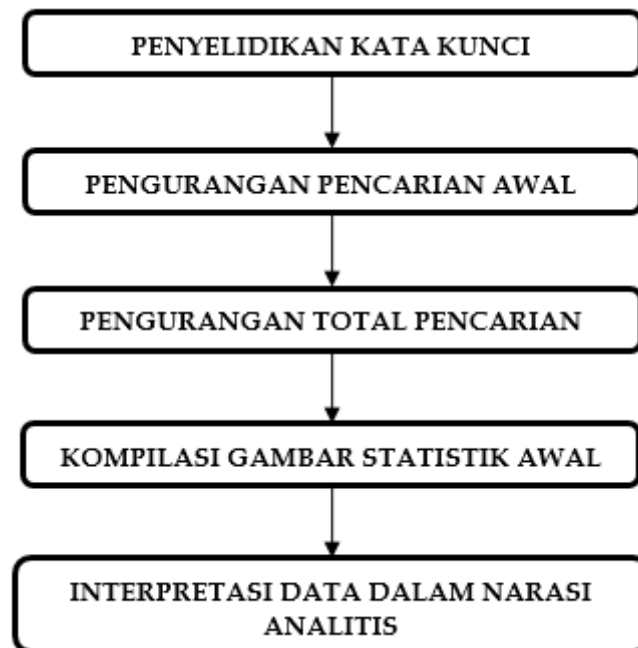 PENYELIDIKAN KATA KUNCI
PENGURANGAN PENCARIAN AWAL
PENGURANGAN TOTAL PENCARIAN
KOMPILASI GAMBAR STATISTIK AWAL
INTERPRETASI DATA DALAM NARASI
ANALITIS